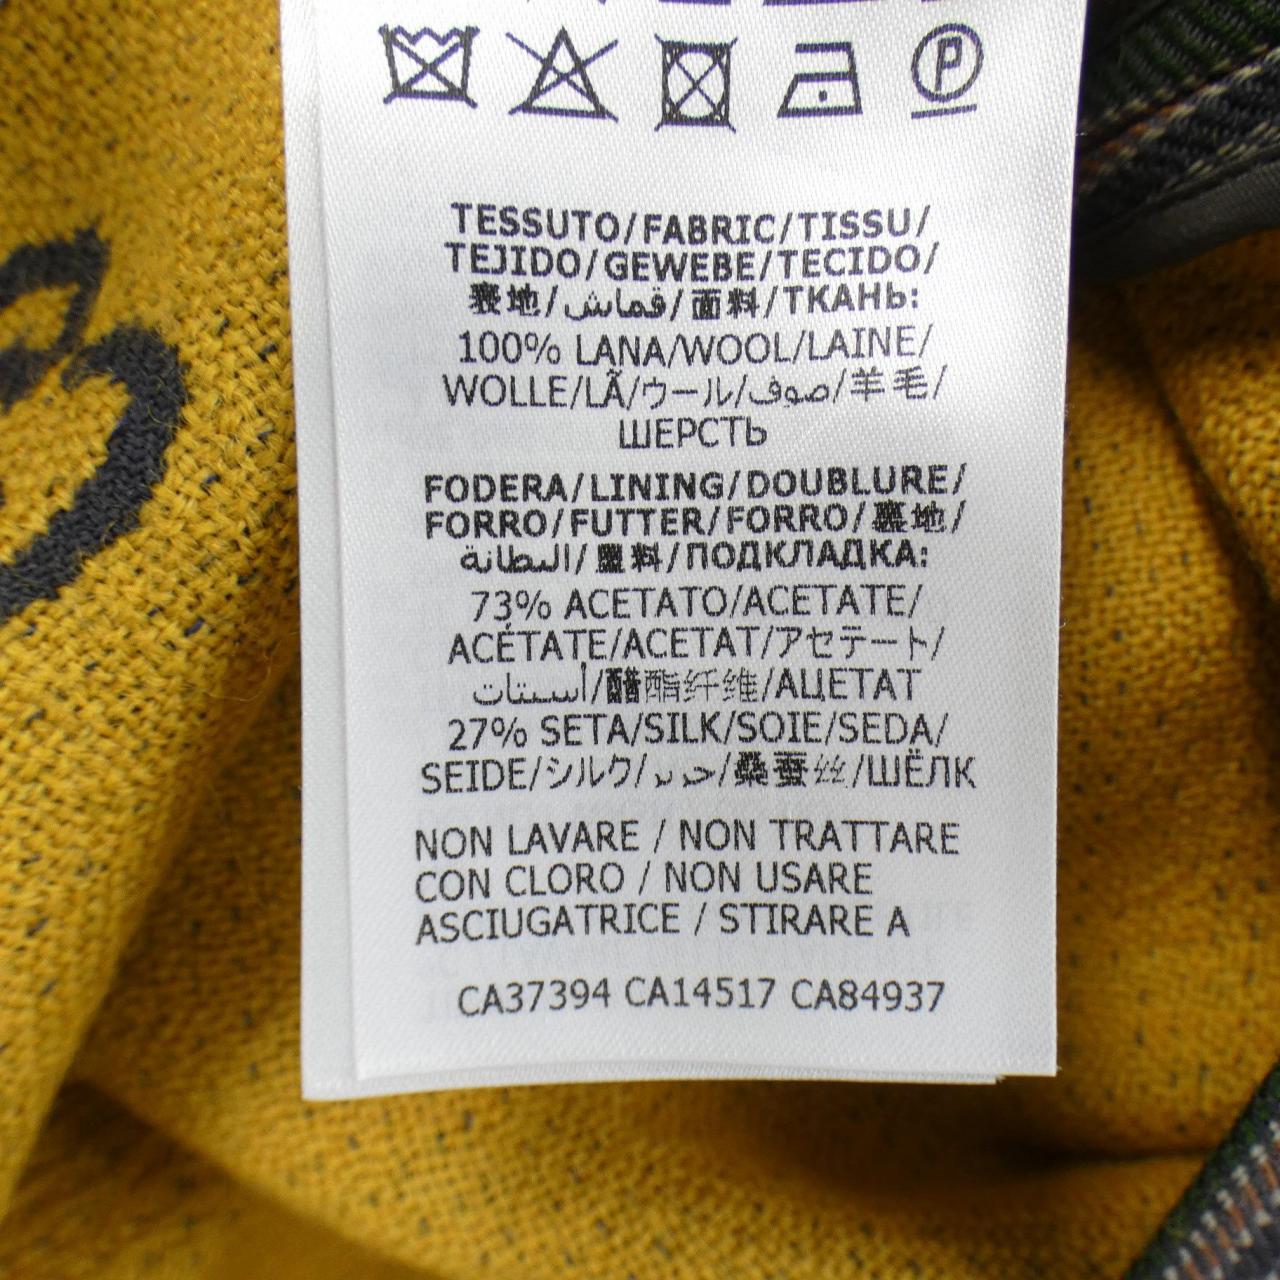 P
TESSUTO/FABRIC/TISSU/
TEJIDO/GEWEBE/TECIDO/
表地/قماش/面料/ТКАНЬ:
100% LANA/WOOL/LAINE/
WOLLE/LÃ/ウール/صوف/羊毛/
ШЕРСТЬ
FODERA/LINING/DOUBLURE/
FORRO/FUTTER/FORRO/裏地/
البطانة/里料/ПОДКЛАДКА:
73% ACETATO/ACETATE/
ACÉTATE/ACETAT/アセテート/
أسيتات/醋酯纤维/АЦЕТАТ
27% SETA/SILK/SOIE/SEDA/
SEIDE/シルク/حرير/桑蚕丝/ШЁЛК
NON LAVARE / NON TRATTARE
CON CLORO / NON USARE
ASCIUGATRICE / STIRARE A
CA37394 CA14517 CA84937